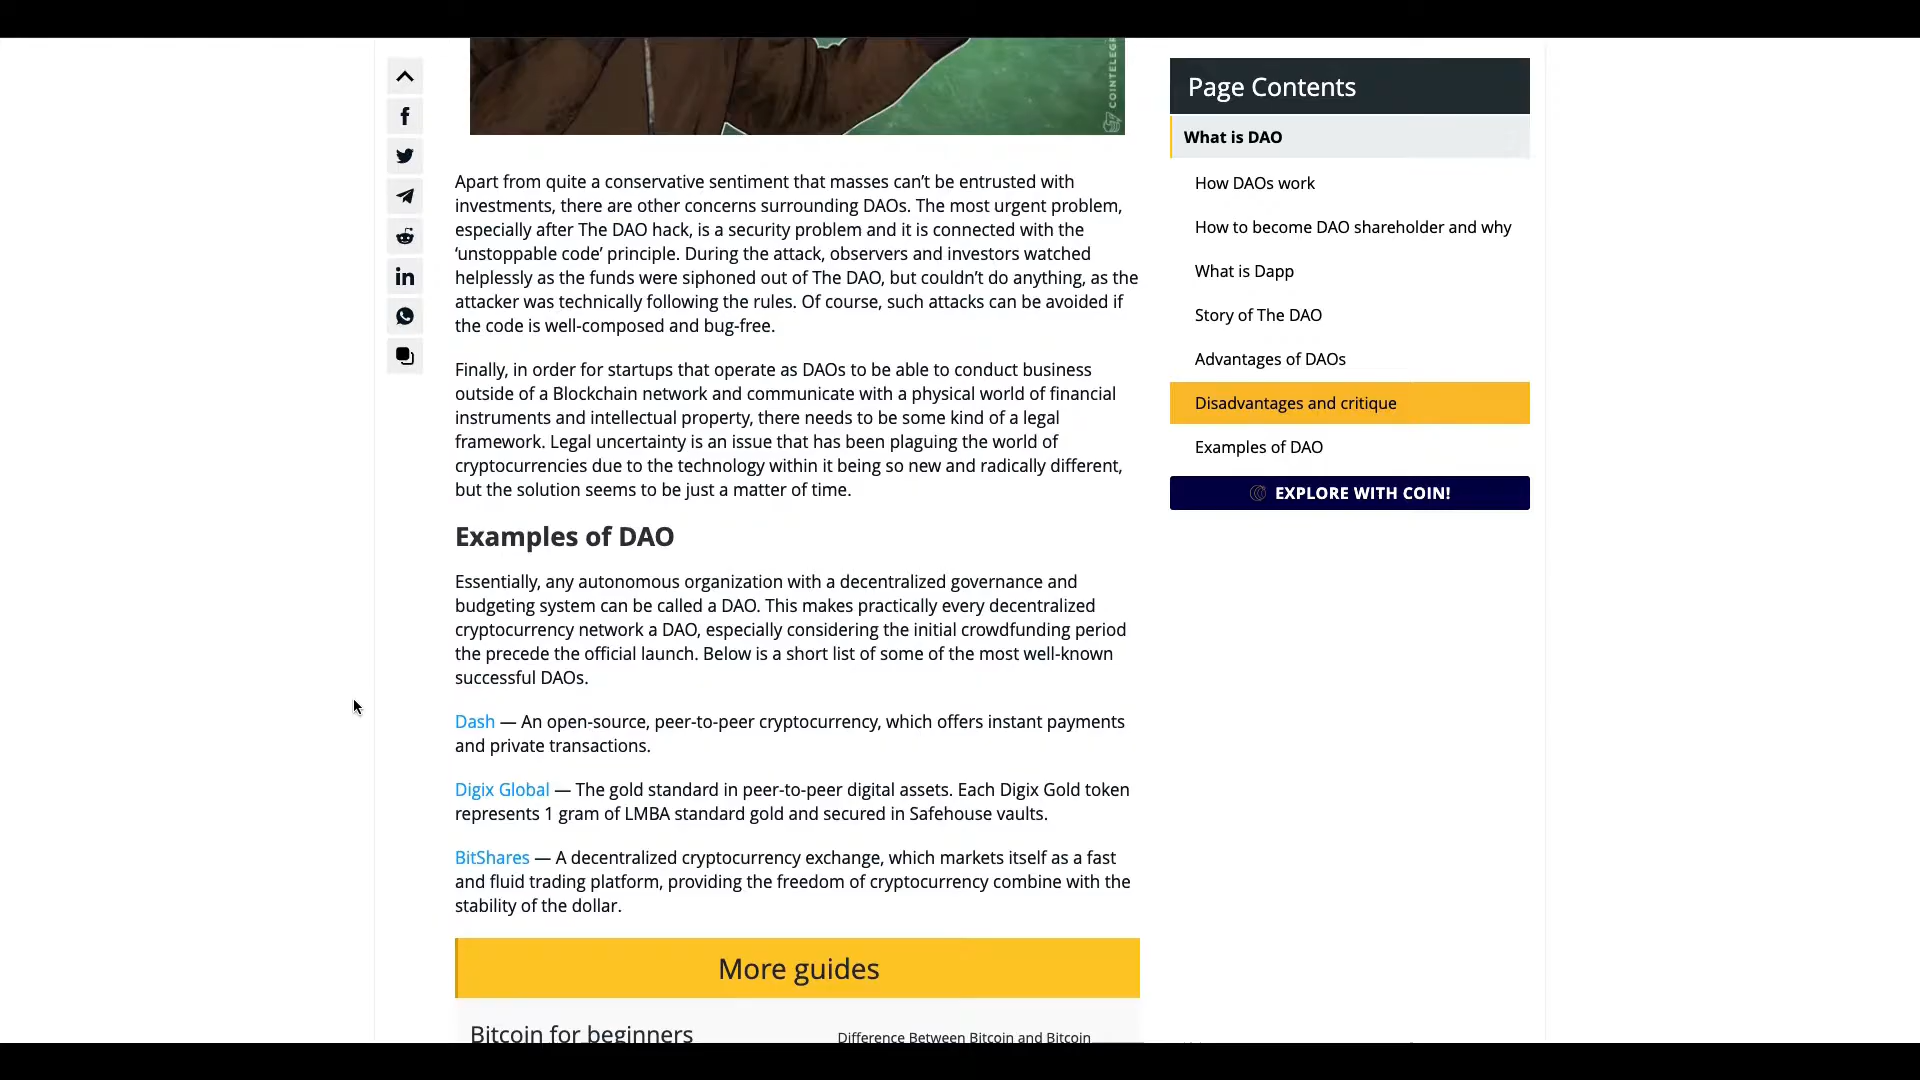 COINTELEGR
Apart from quite a conservative sentiment that masses can’t be entrusted with
investments, there are other concerns surrounding DAOs. The most urgent problem,
especially after The DAO hack, is a security problem and it is connected with the
‘unstoppable code’ principle. During the attack, observers and investors watched
helplessly as the funds were siphoned out of The DAO, but couldn’t do anything, as the
attacker was technically following the rules. Of course, such attacks can be avoided if
the code is well-composed and bug-free.
Finally, in order for startups that operate as DAOs to be able to conduct business
outside of a Blockchain network and communicate with a physical world of financial
instruments and intellectual property, there needs to be some kind of a legal
framework. Legal uncertainty is an issue that has been plaguing the world of
cryptocurrencies due to the technology within it being so new and radically different,
but the solution seems to be just a matter of time.
Examples of DAO
Essentially, any autonomous organization with a decentralized governance and
budgeting system can be called a DAO. This makes practically every decentralized
cryptocurrency network a DAO, especially considering the initial crowdfunding period
the precede the official launch. Below is a short list of some of the most well-known
successful DAOs.
Dash — An open-source, peer-to-peer cryptocurrency, which offers instant payments
and private transactions.
Digix Global — The gold standard in peer-to-peer digital assets. Each Digix Gold token
represents 1 gram of LMBA standard gold and secured in Safehouse vaults.
BitShares — A decentralized cryptocurrency exchange, which markets itself as a fast
and fluid trading platform, providing the freedom of cryptocurrency combine with the
stability of the dollar.
More guides
Bitcoin for beginners
Difference Between Bitcoin and Bitcoin
Page Contents
What is DAO
How DAOs work
How to become DAO shareholder and why
What is Dapp
Story of The DAO
Advantages of DAOs
Disadvantages and critique
Examples of DAO
EXPLORE WITH COIN!